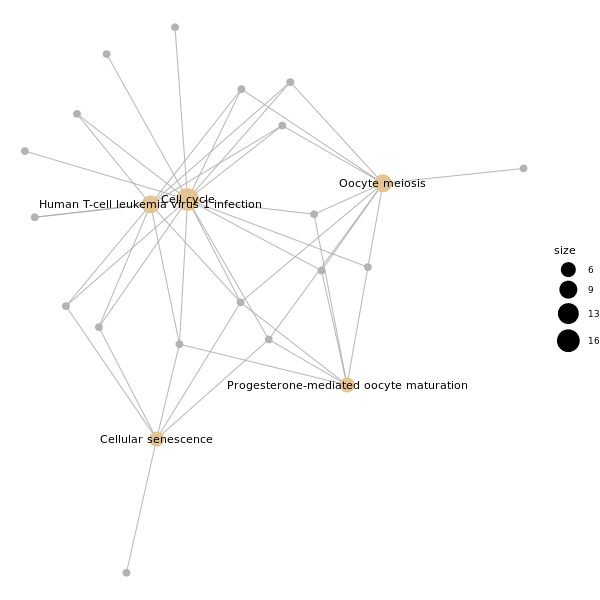 Oocyte meiosis
Cell cycle
Human T-cell leukemia virus 1 infection
size
6
9
13
16
Progesterone-mediated oocyte maturation
Cellular senescence